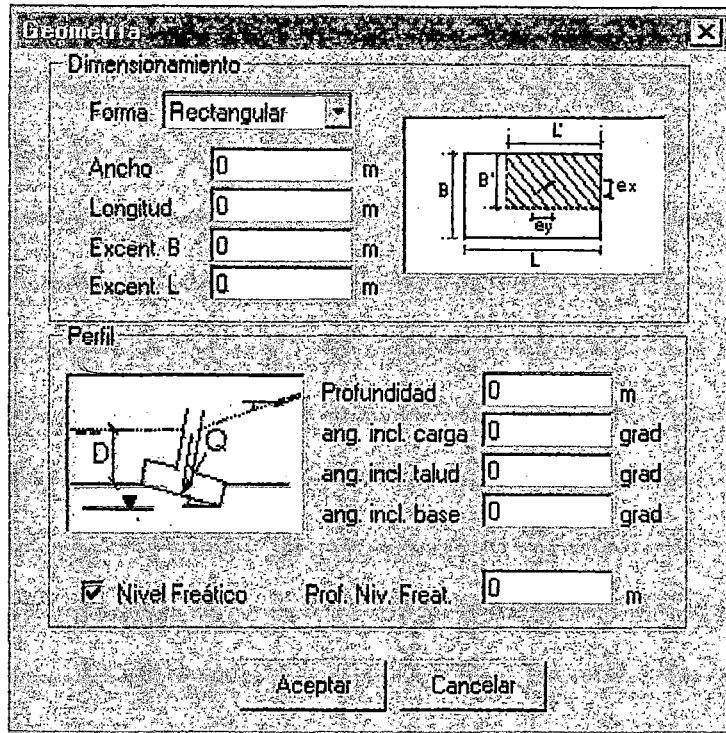 Geometría
Dimensionamiento
Forma Rectangular
Ancho 0 m
Longitud 0 m
Excent. B 0 m
Excent. L 0 m
L'
B B' ex
ey
L
Perfil
D Q
Profundidad 0 m
ang. incl. carga 0 grad
ang. incl. talud 0 grad
ang. incl. base 0 grad
Nivel Freático Prof. Niv. Freat. 0 m
Aceptar Cancelar